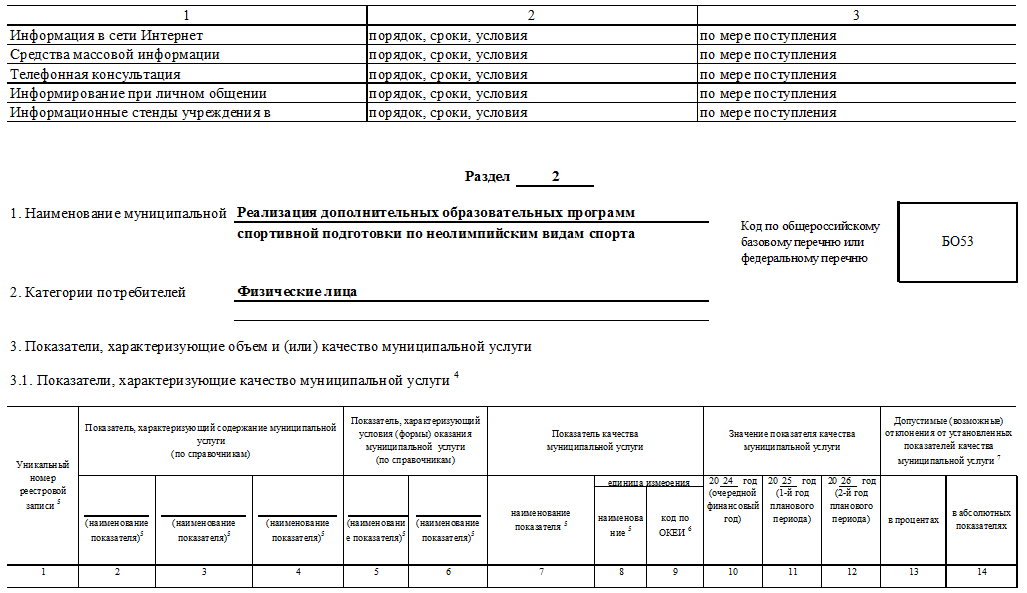 1 2 3
Информация в сети Интернет порядок, сроки, условия по мере поступления
Средства массовой информации порядок, сроки, условия по мере поступления
Телефонная консультация порядок, сроки, условия по мере поступления
Информирование при личном общении порядок, сроки, условия по мере поступления
Информационные стенды учреждения в порядок, сроки, условия по мере поступления
Раздел 2
1. Наименование муниципальной Реализация дополнительных образовательных программ
спортивной подготовки по неолимпийским видам спорта
Код по общероссийскому
базовому перечню или
федеральному перечню
БО53
2. Категории потребителей Физические лица
3. Показатели, характеризующие объем и (или) качество муниципальной услуги
3.1. Показатели, характеризующие качество муниципальной услуги 4
Уникальный
номер
реестровой
записи 5
Показатель, характеризующий содержание муниципальной
услуги
(по справочникам)
Показатель, характеризующий
условия (формы) оказания
муниципальной услуги
(по справочникам)
Показатель качества
муниципальной услуги
Значение показателя качества
муниципальной услуги
Допустимые (возможные)
отклонения от установленных
показателей качества
муниципальной услуги 7
(наименование
показателя)5
(наименование
показателя)5
(наименование
показателя)5
(наименовани
е показателя)5
(наименование
показателя)5
наименование
показателя 5
единица измерения
наименова
ние 5
код по
ОКЕИ 6
20 24 год
(очередной
финансовый
год)
20 25 год
(1-й год
планового
периода)
20 26 год
(2-й год
планового
периода)
в процентах
в абсолютных
показателях
1 2 3 4 5 6 7 8 9 10 11 12 13 14